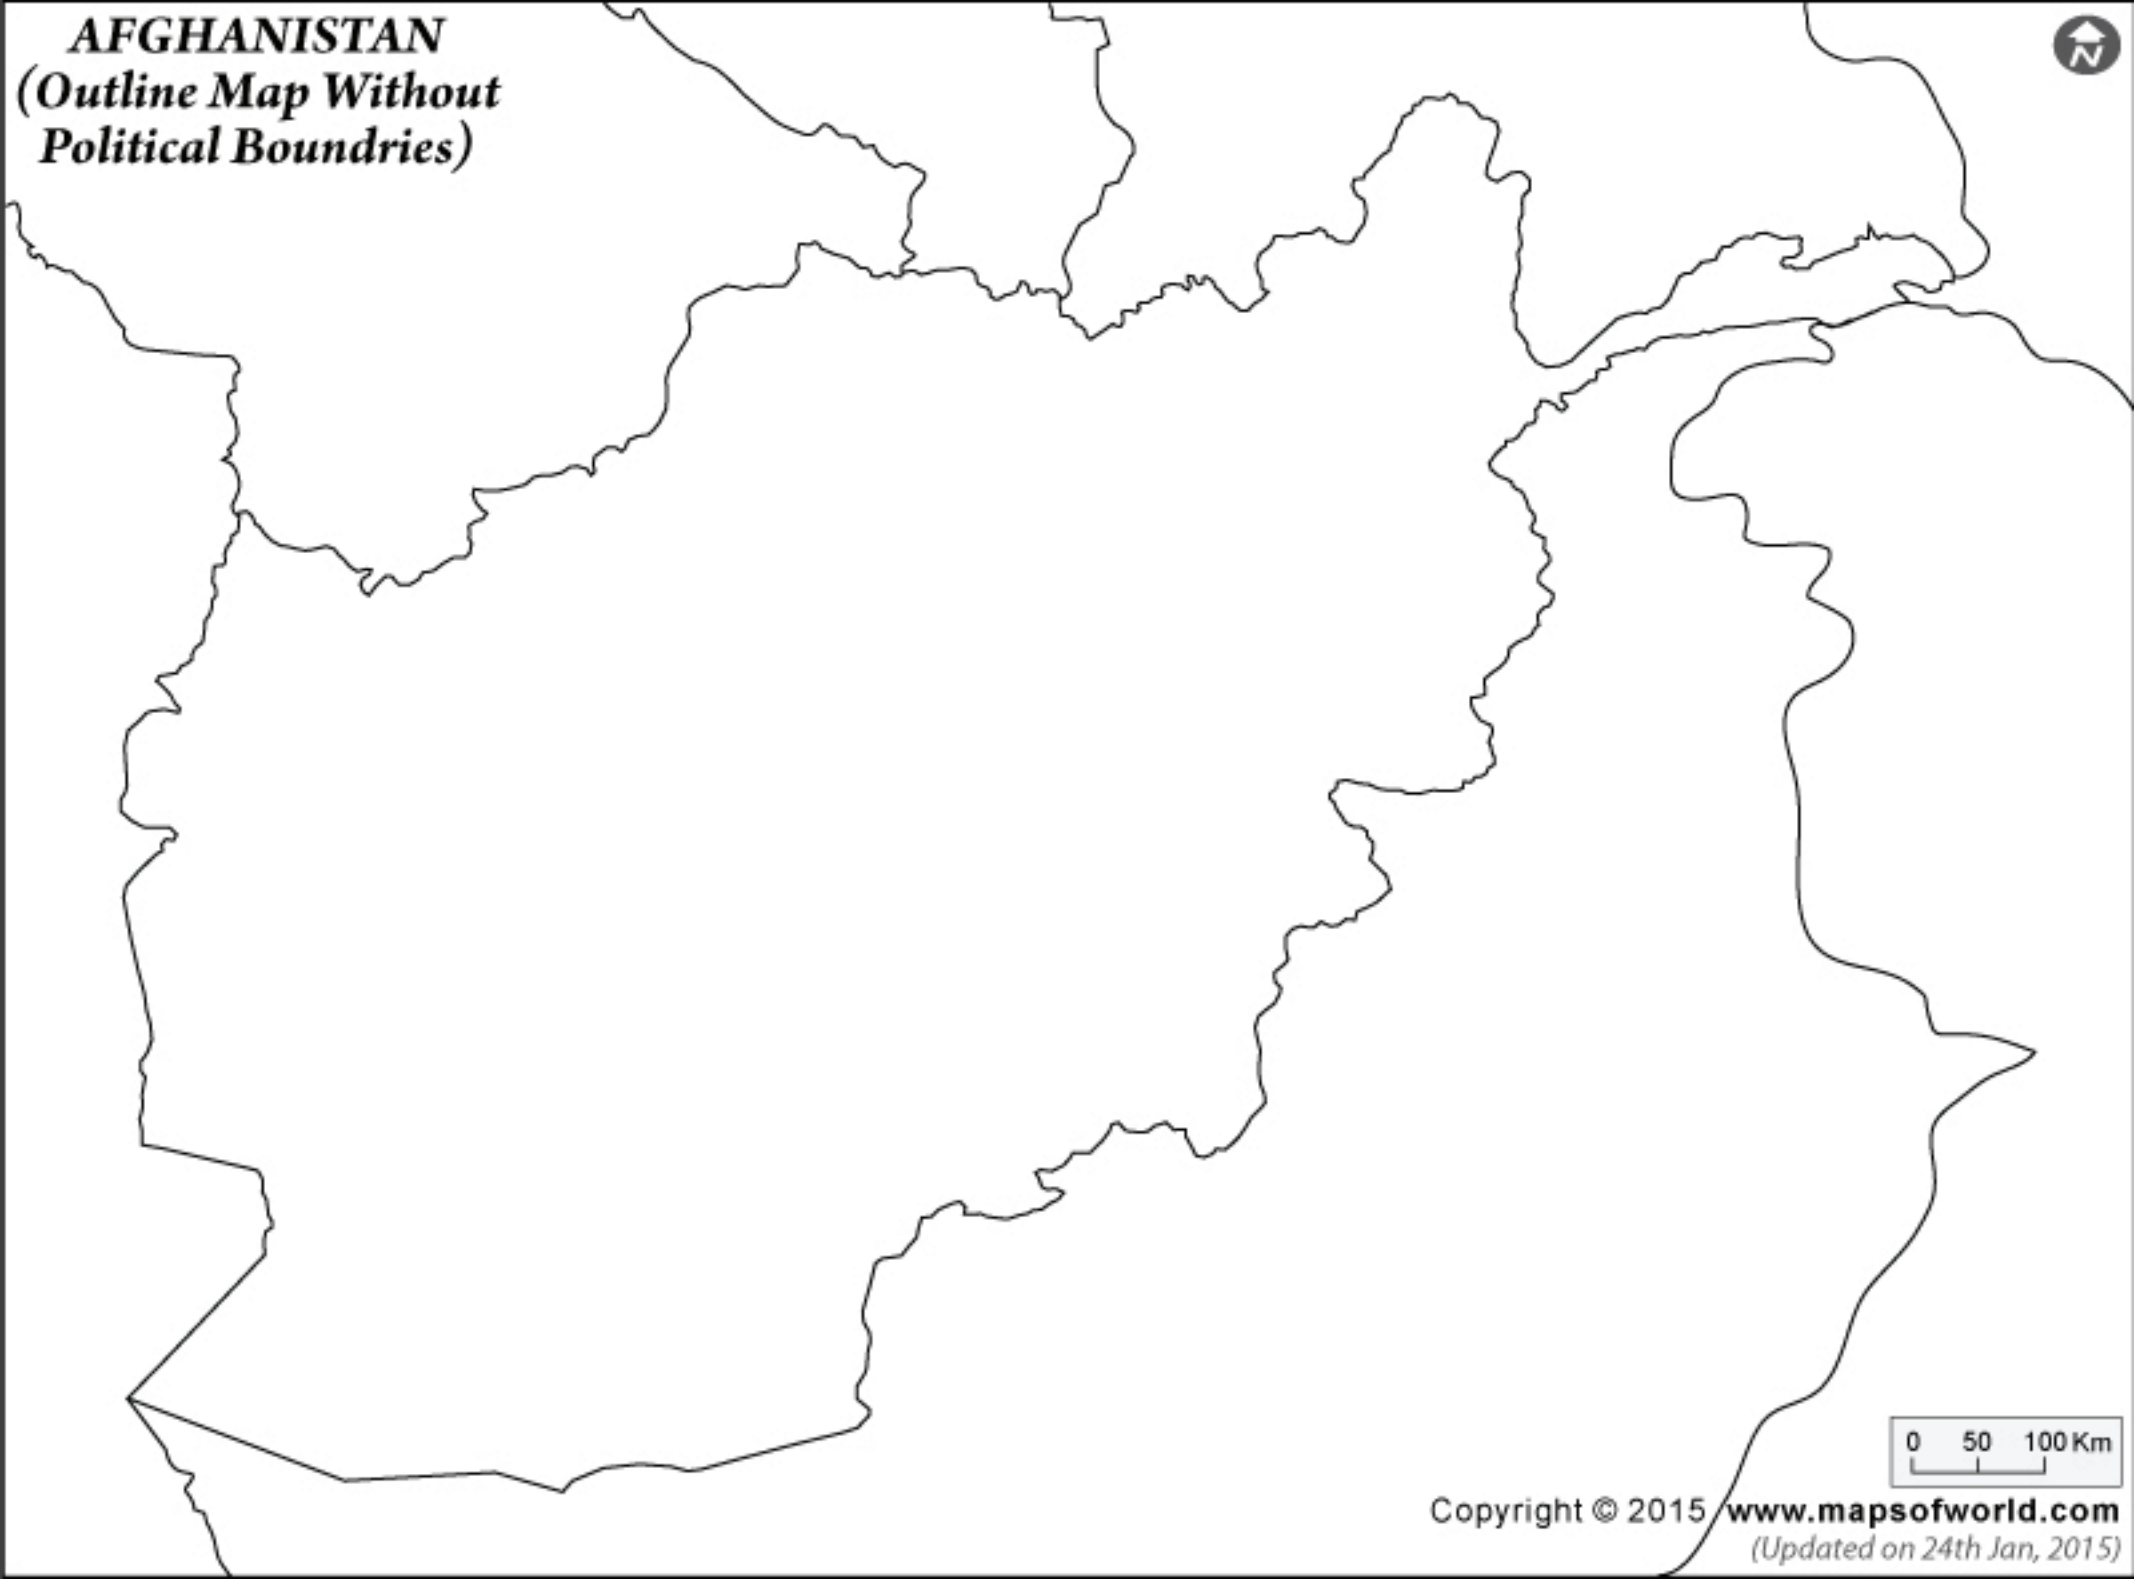 AFGHANISTAN
(Outline Map Without
Political Boundries)
N
0 50 100 Km
Copyright © 2015 www.mapsofworld.com
(Updated on 24th Jan, 2015)